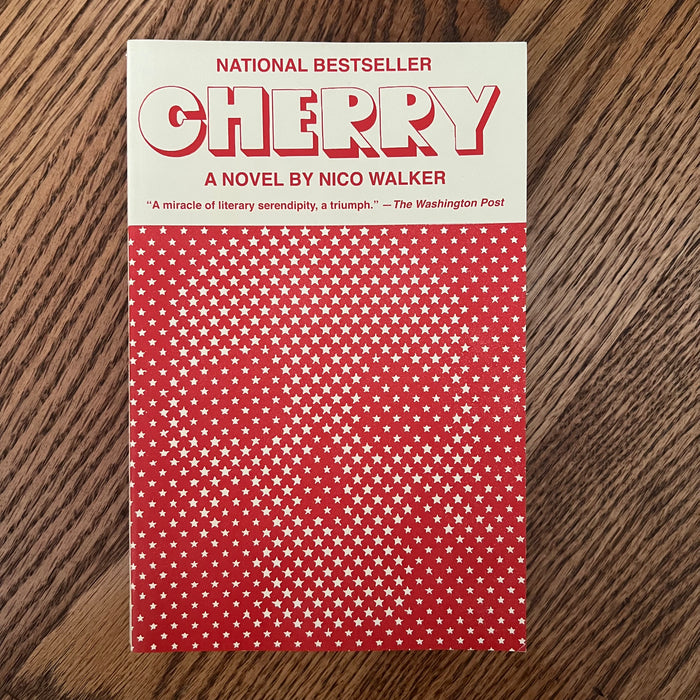 NATIONAL BESTSELLER
CHERRY
A NOVEL BY NICO WALKER
“A miracle of literary serendipity, a triumph.” —The Washington Post